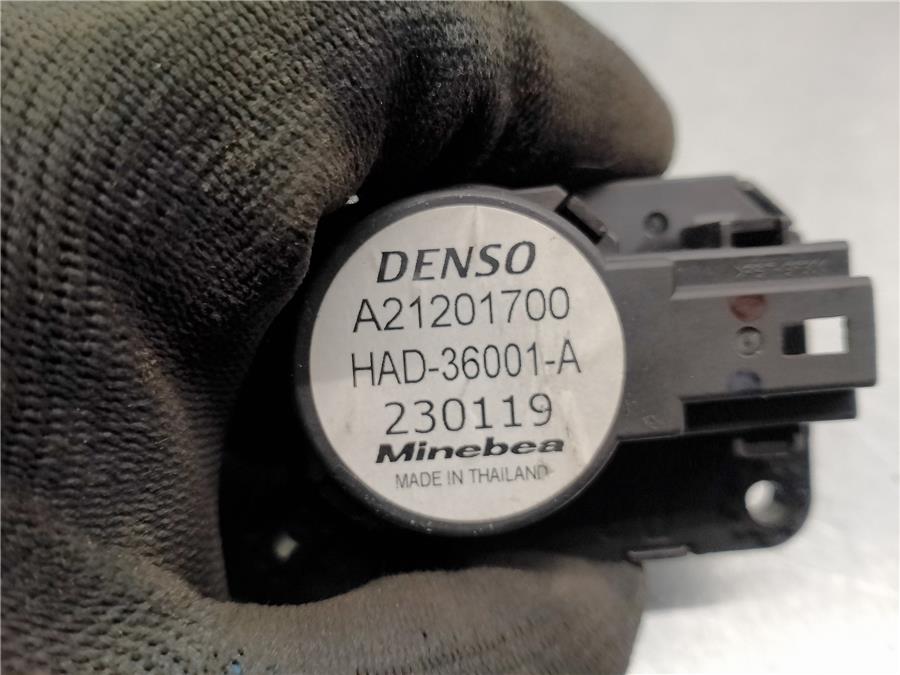 DENSO
A21201700
HAD-36001-A
230119
Minebea
MADE IN THAILAND